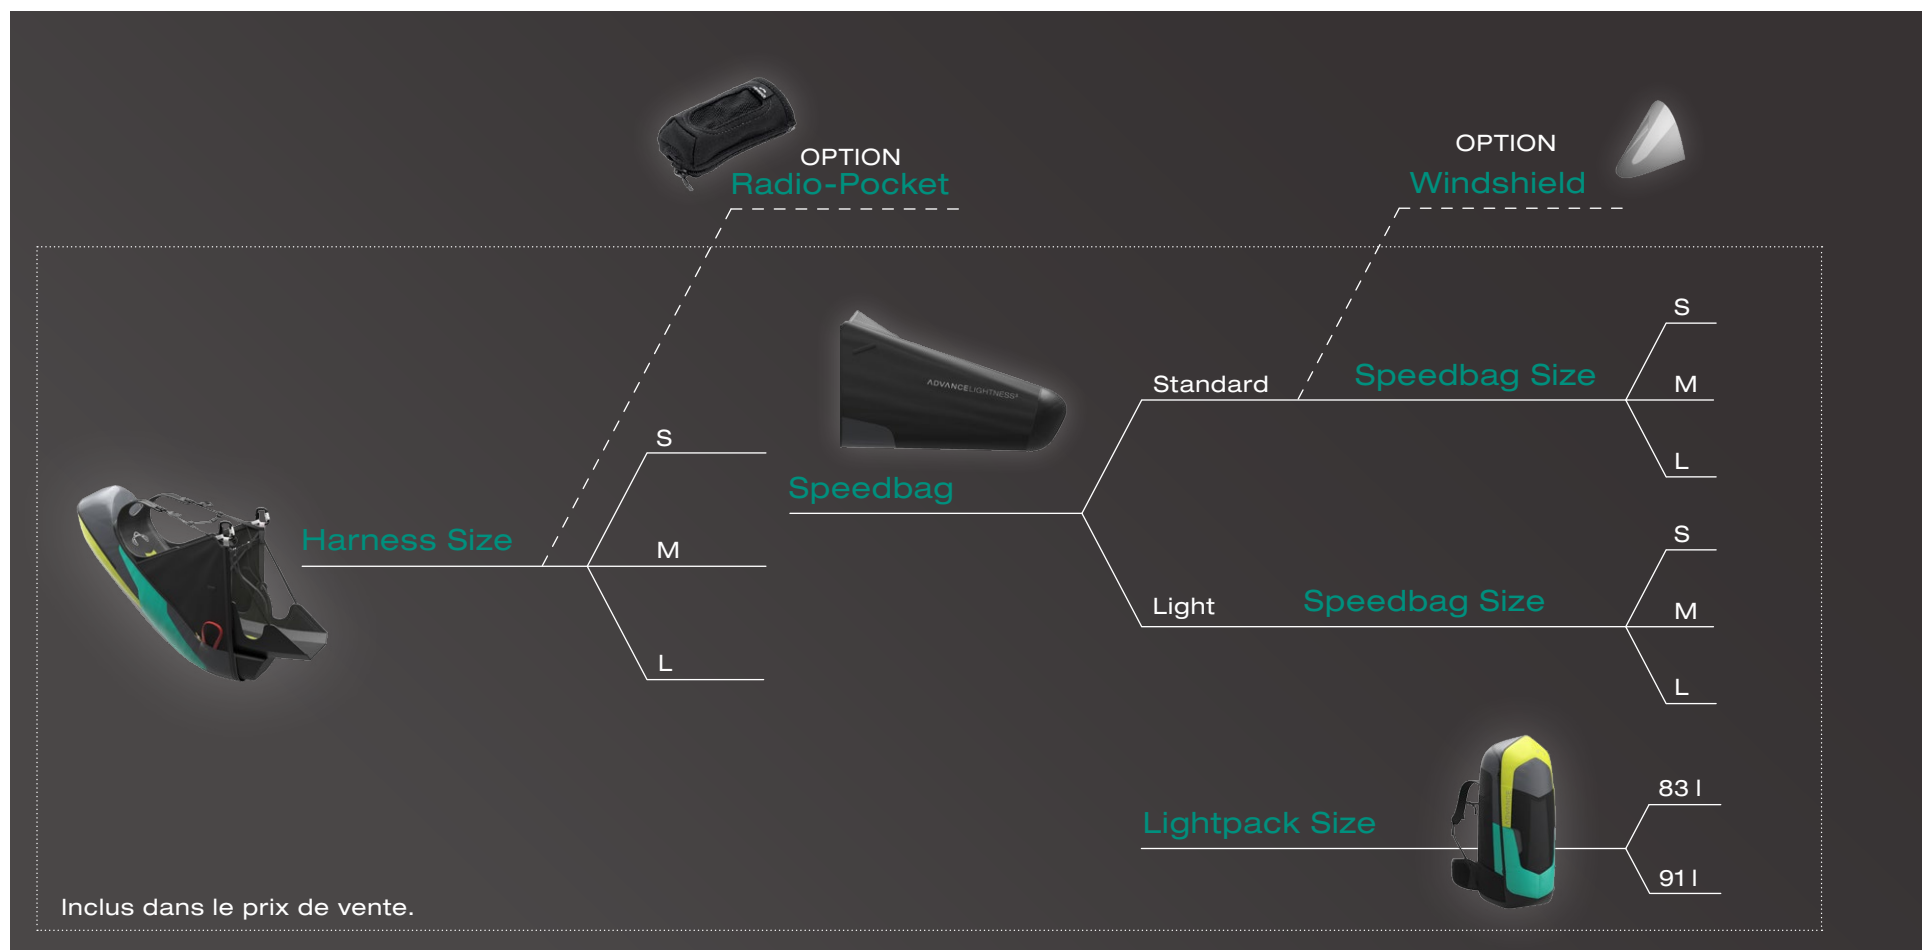 OPTION
Radio-Pocket
OPTION
Windshield
ADVANCELIGHTNESS³
Harness Size
S
M
L
Speedbag
Standard
Speedbag Size
S
M
L
Light
Speedbag Size
S
M
L
Lightpack Size
83 l
91 l
Inclus dans le prix de vente.